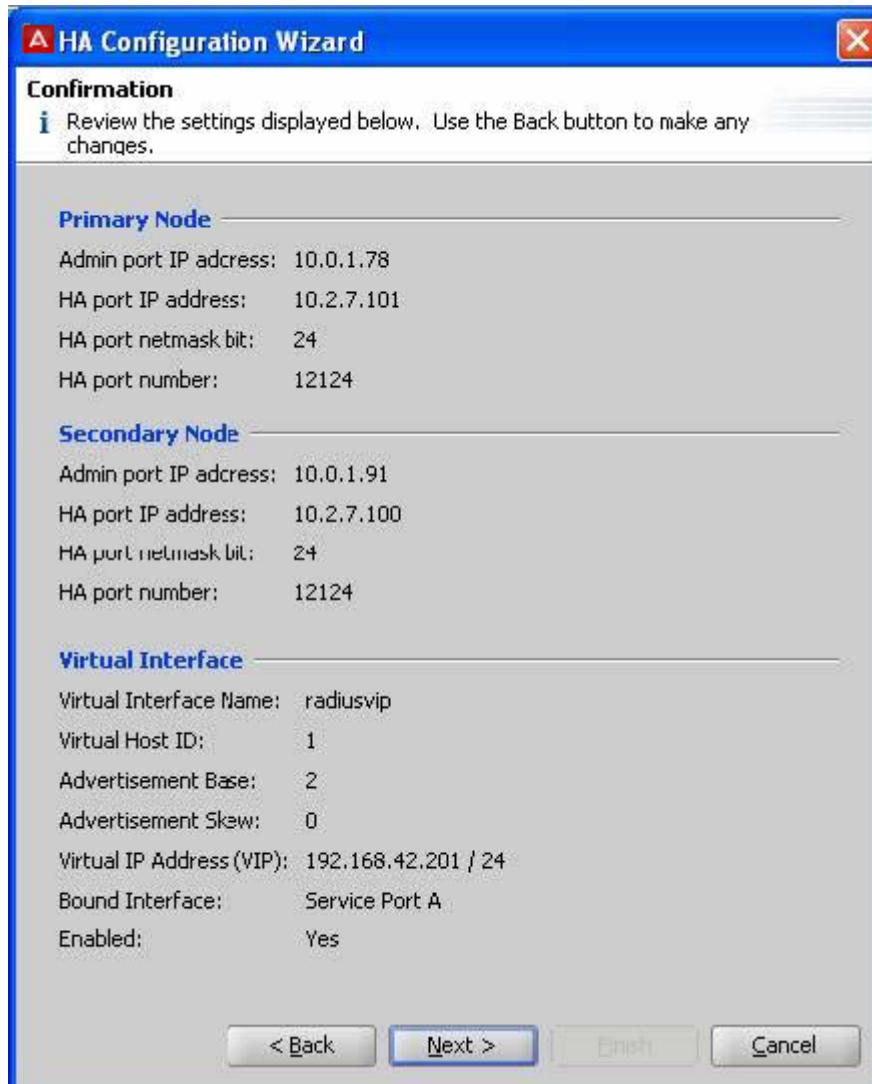 HA Configuration Wizard
Confirmation
i Review the settings displayed below. Use the Back button to make any
changes.
Primary Node
Admin port IP adcress: 10.0.1.78
HA port IP address: 10.2.7.101
HA port netmask bit: 24
HA port number: 12124
Secondary Node
Admin port IP adcress: 10.0.1.91
HA port IP address: 10.2.7.100
HA port netmask bit: 24
HA port number: 12124
Virtual Interface
Virtual Interface Name: radiusvip
Virtual Host ID: 1
Advertisement Base: 2
Advertisement Skew: 0
Virtual IP Address (VIP): 192.168.42.201 / 24
Bound Interface: Service Port A
Enabled: Yes
< Back Next > Finish Cancel